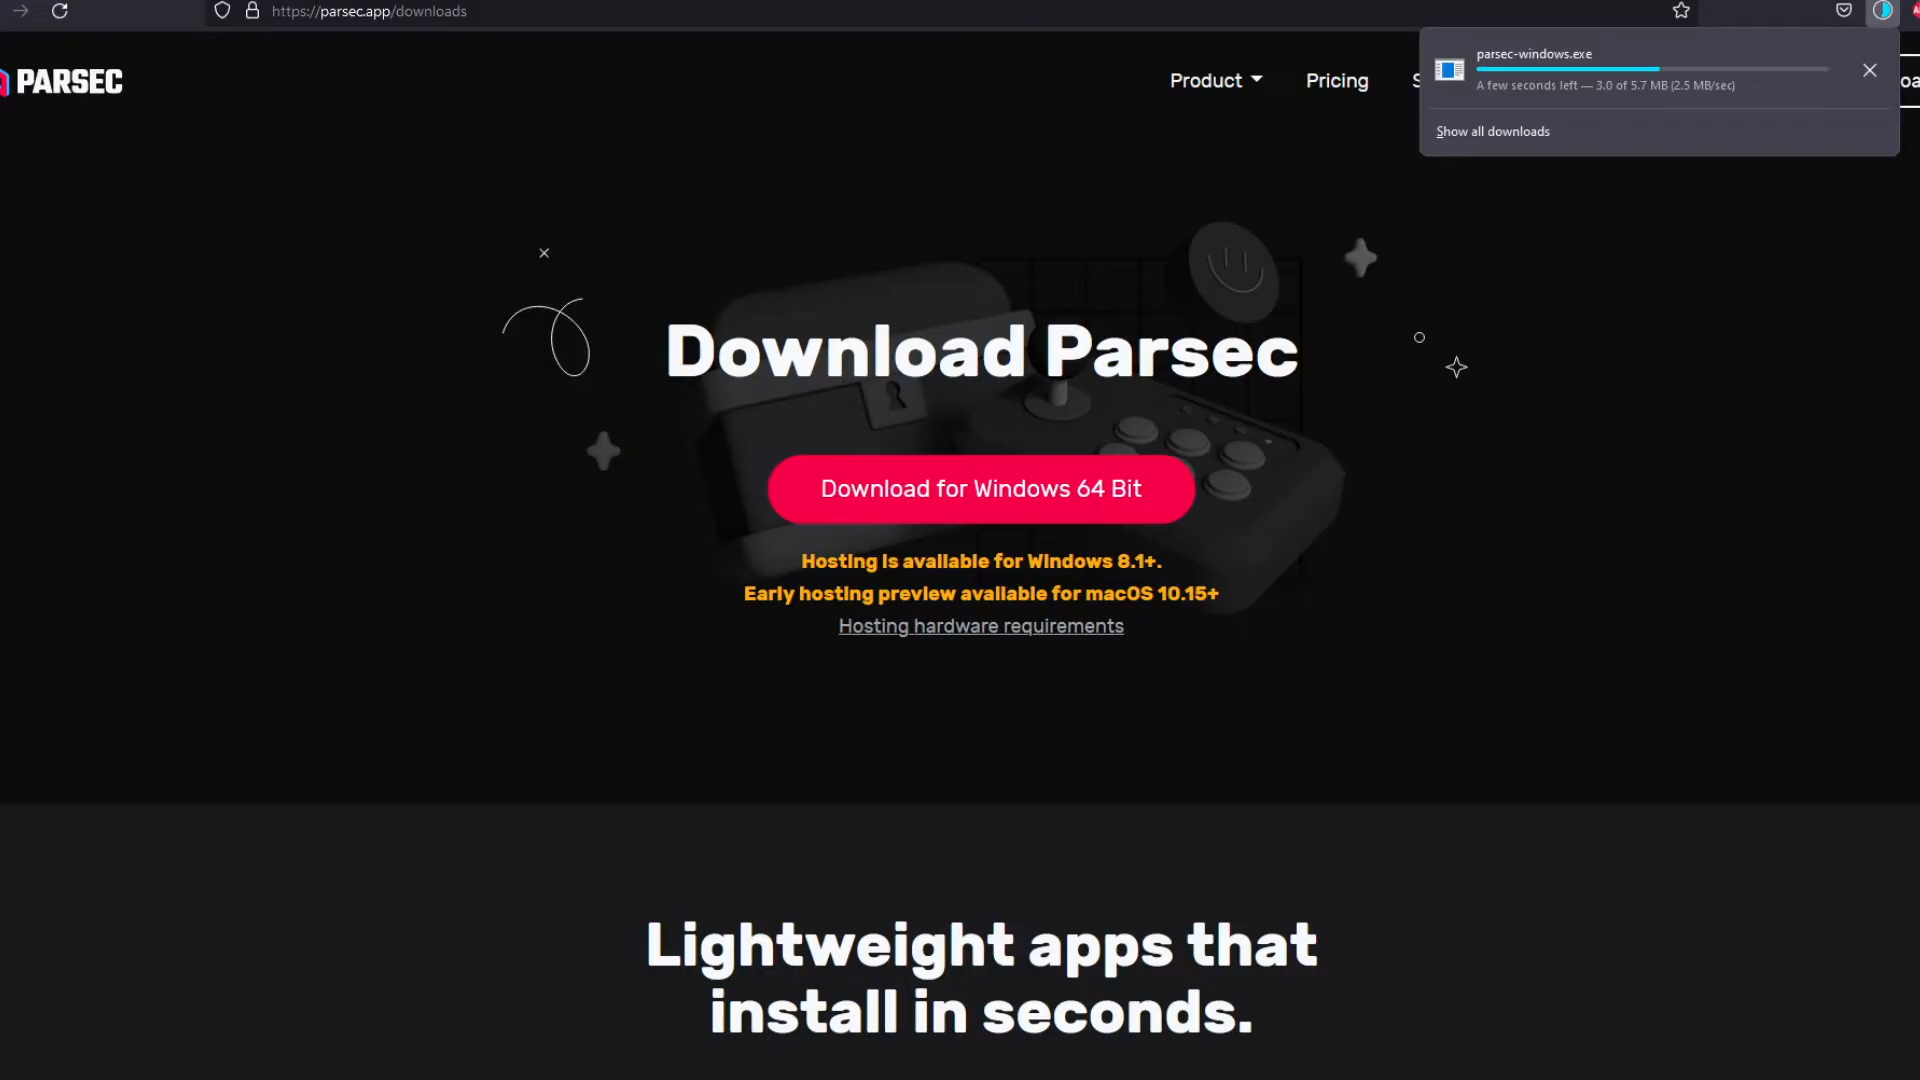 https://parsec.app/downloads
parsec-windows.exe
A few seconds left — 3.0 of 5.7 MB (2.5 MB/sec)
Show all downloads
PARSEC
Product
Pricing
Download Parsec
Download for Windows 64 Bit
Hosting is available for Windows 8.1+.
Early hosting preview available for macOS 10.15+
Hosting hardware requirements
Lightweight apps that
install in seconds.